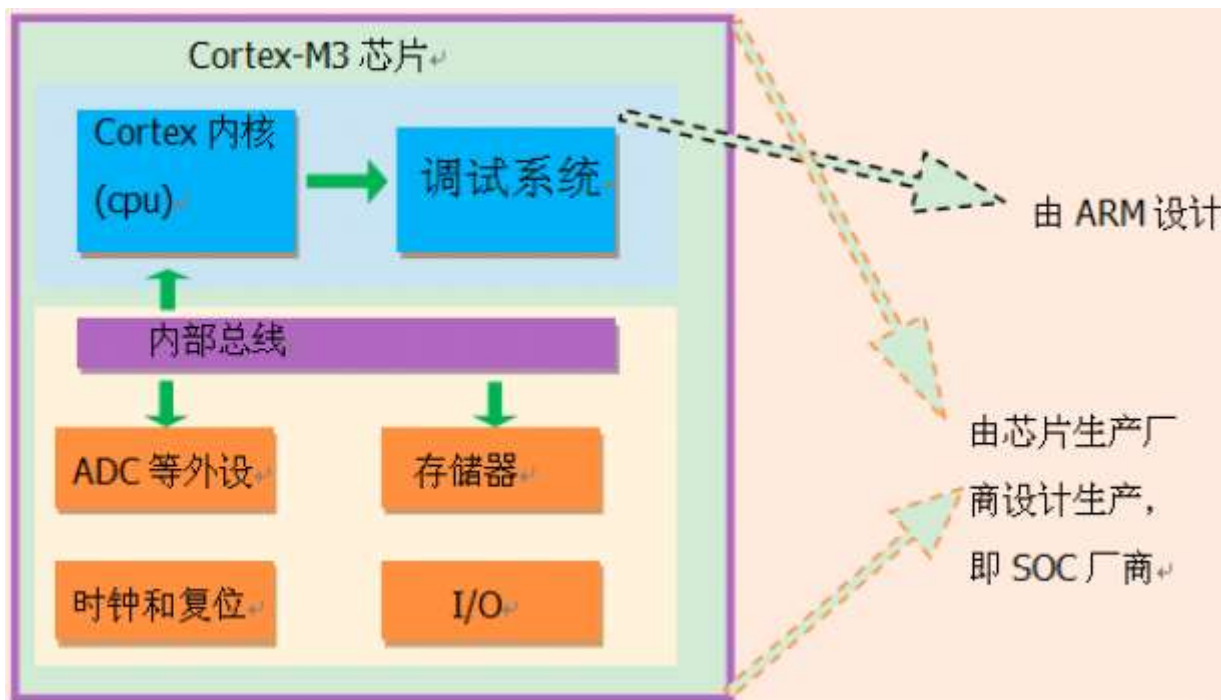 Cortex-M3 芯片
Cortex 内核
(cpu)
调试系统
由 ARM 设计
内部总线
ADC 等外设
存储器
时钟和复位
I/O
由芯片生产厂
商设计生产，
即 SOC 厂商